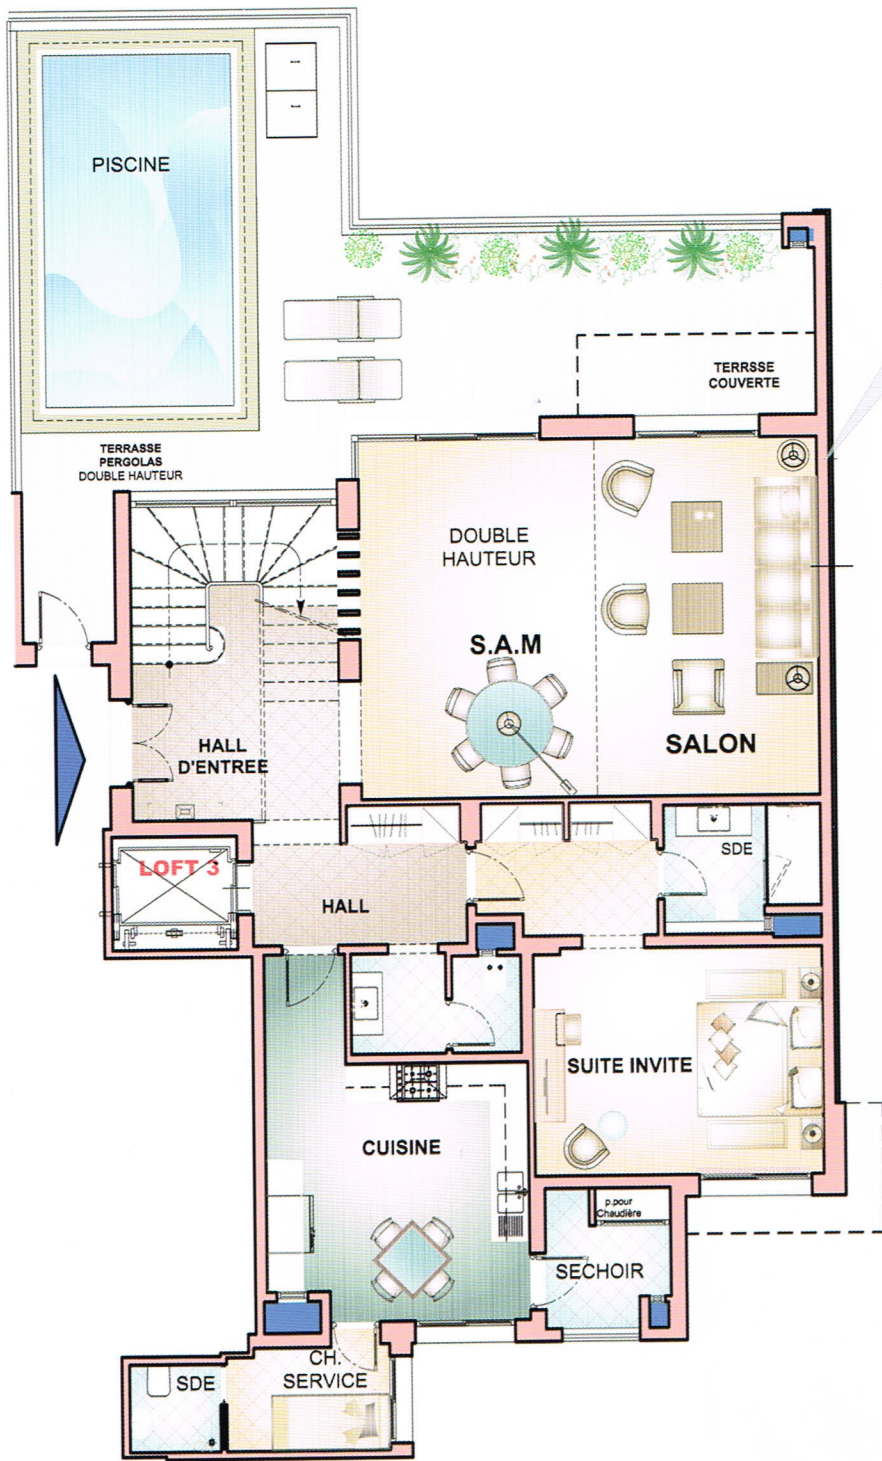 PISCINE
TERRSSE
COUVERTE
TERRASSE
PERGOLAS
DOUBLE HAUTEUR
DOUBLE
HAUTEUR
S.A.M
SALON
HALL
D'ENTREE
LOFT 3
SDE
HALL
SUITE INVITE
CUISINE
p.pour
Chaudière
SECHOIR
CH.
SERVICE
SDE